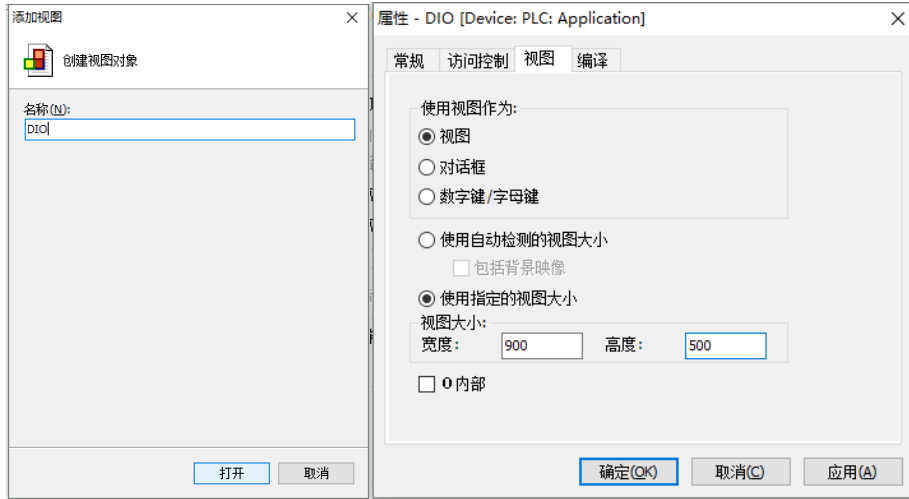 添加视图
创建视图对象
名称(N):
DIO
打开 取消
属性 - DIO [Device: PLC: Application]
常规 访问控制 视图 编译
使用视图作为:
视图
对话框
数字键/字母键
使用自动检测的视图大小
包括背景映像
使用指定的视图大小
视图大小:
宽度: 900 高度: 500
0内部
确定(OK) 取消(C) 应用(A)